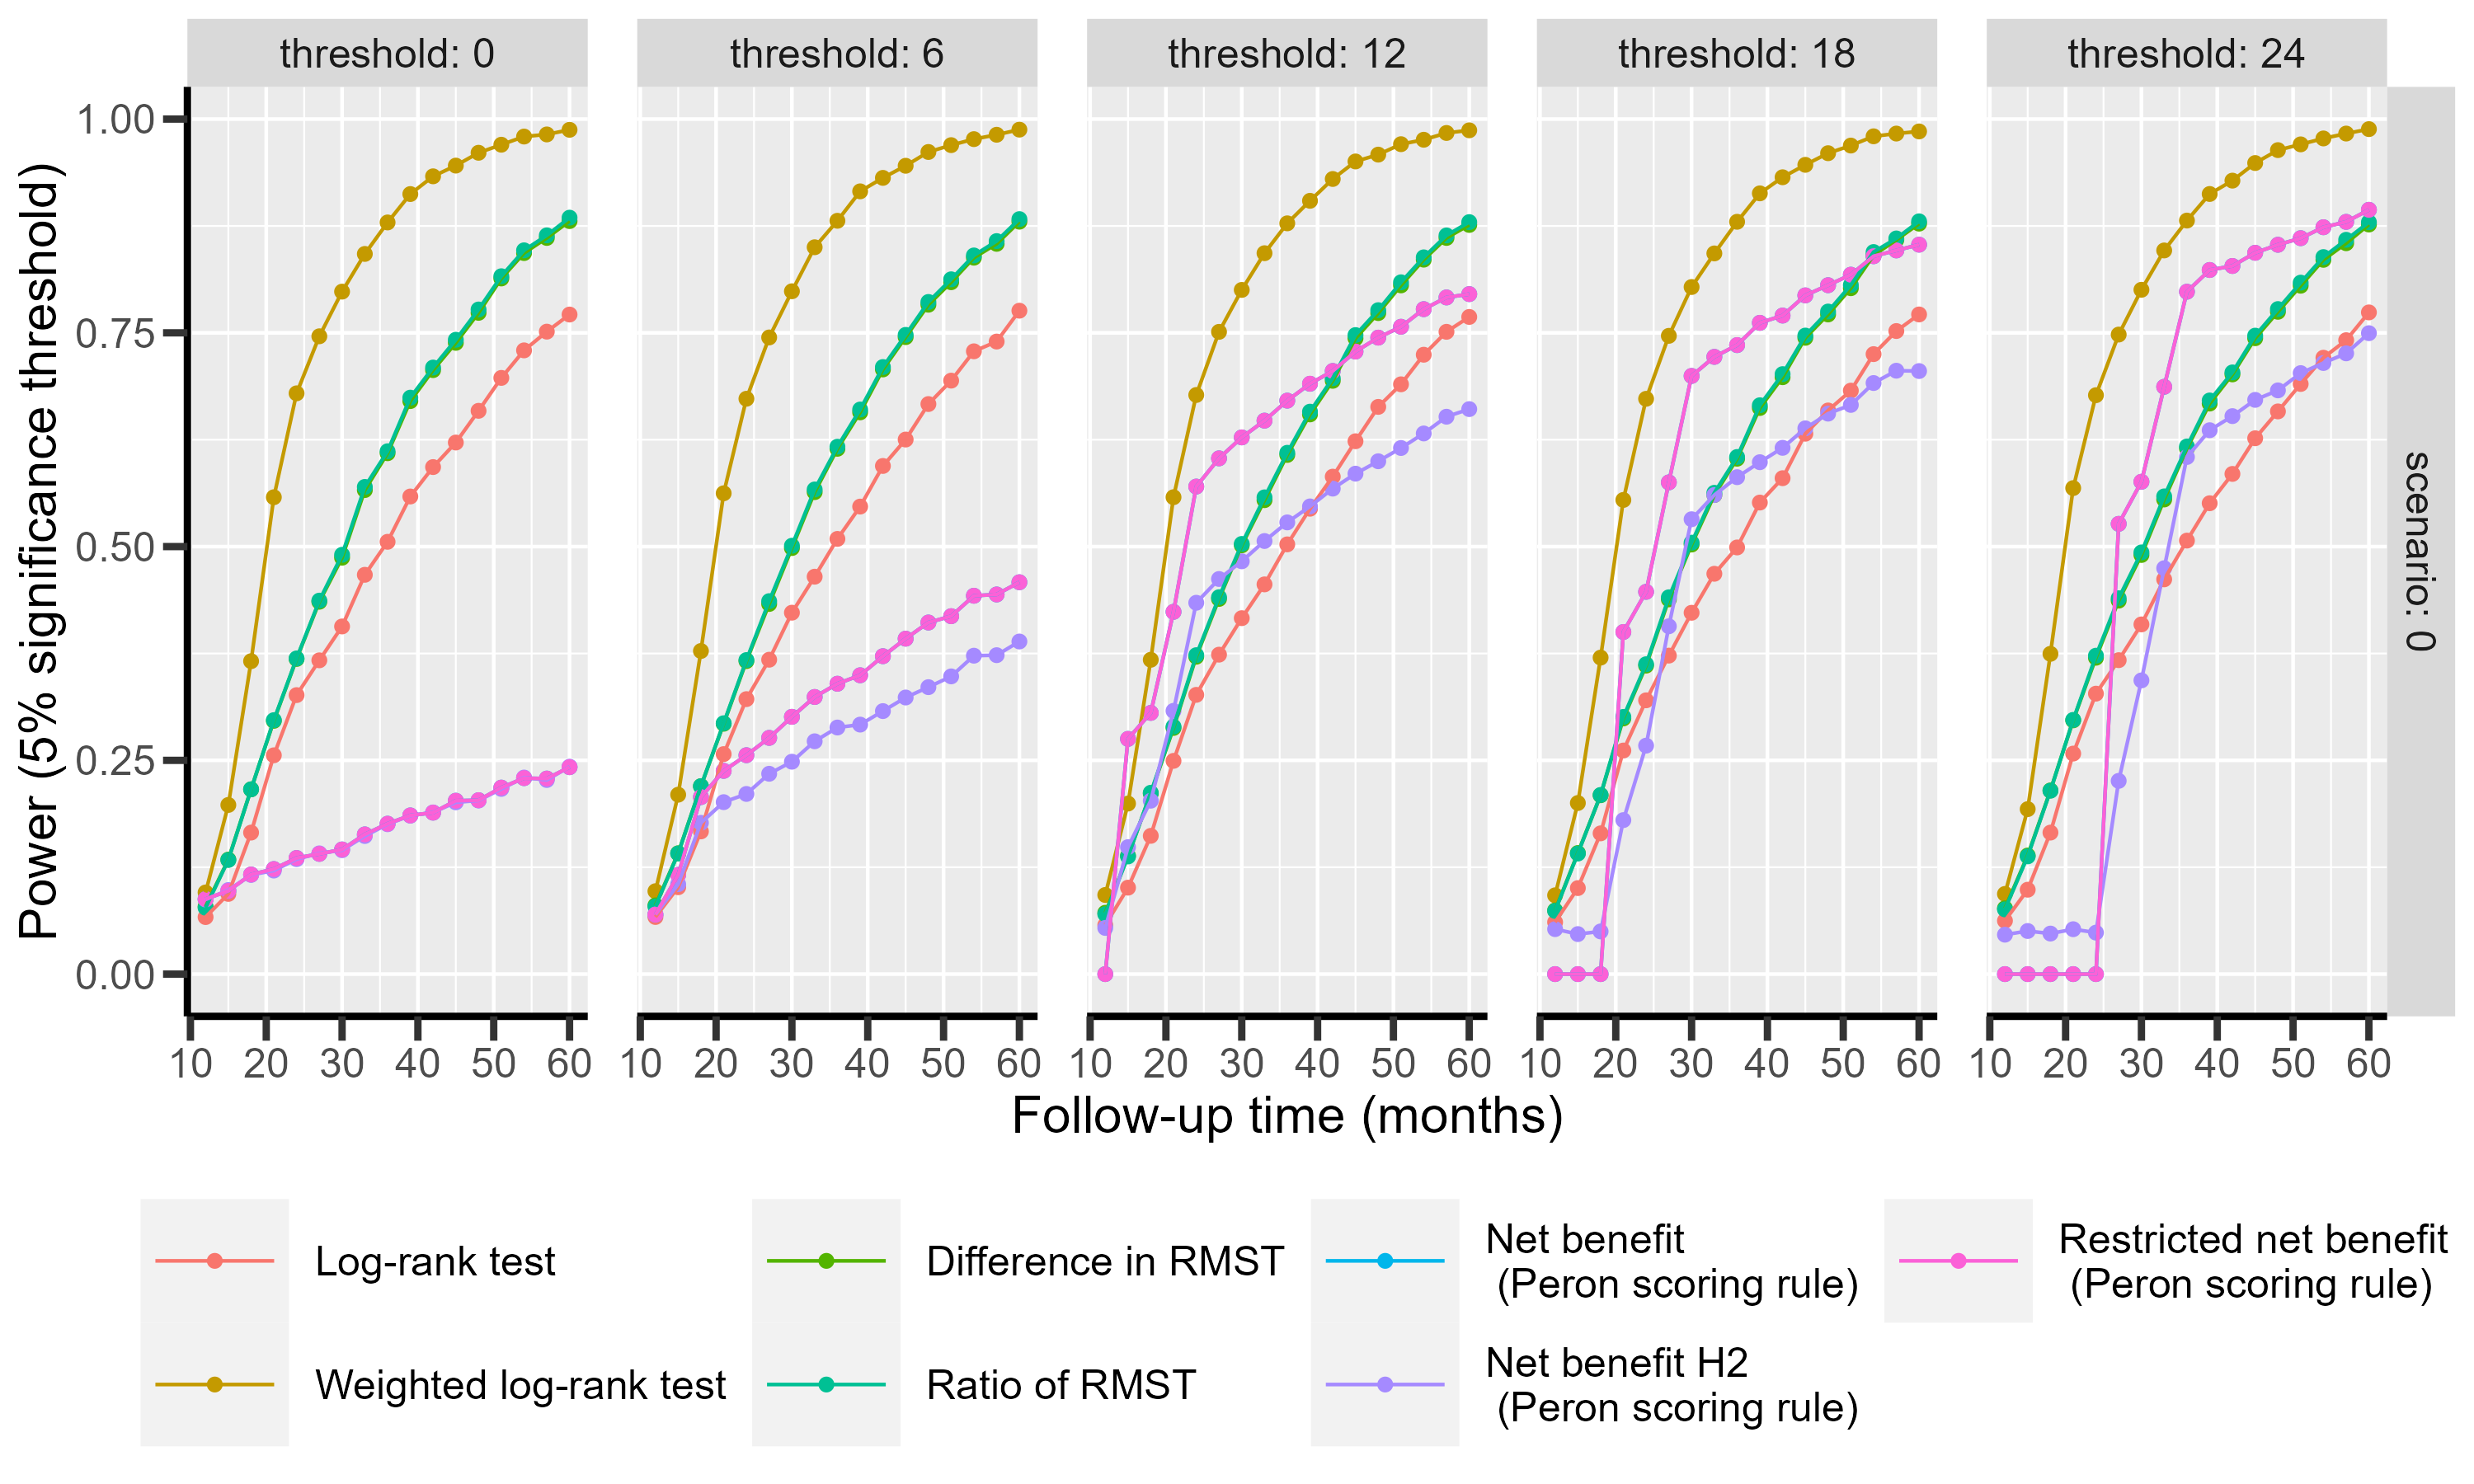 threshold: 0
threshold: 6
threshold: 12
threshold: 18
threshold: 24
Power (5% significance threshold)
1.00
0.75
0.50
0.25
0.00
scenario: 0
10 20 30 40 50 60
10 20 30 40 50 60
10 20 30 40 50 60
10 20 30 40 50 60
10 20 30 40 50 60
Follow-up time (months)
Log-rank test
Weighted log-rank test
Difference in RMST
Ratio of RMST
Net benefit
(Peron scoring rule)
Net benefit H2
(Peron scoring rule)
Restricted net benefit
(Peron scoring rule)